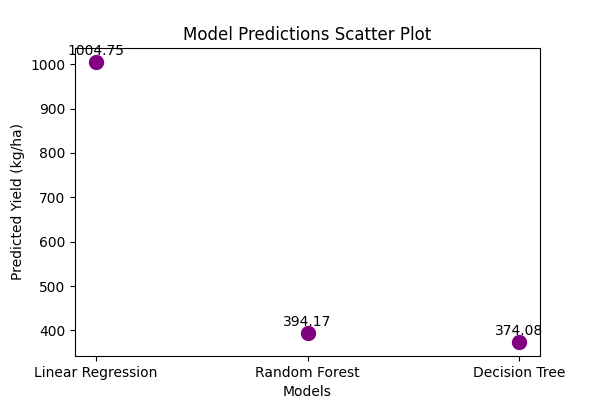 Model Predictions Scatter Plot
1004.75
1000
900
800
700
600
500
400
Predicted Yield (kg/ha)
394.17
374.08
Linear Regression
Random Forest
Decision Tree
Models